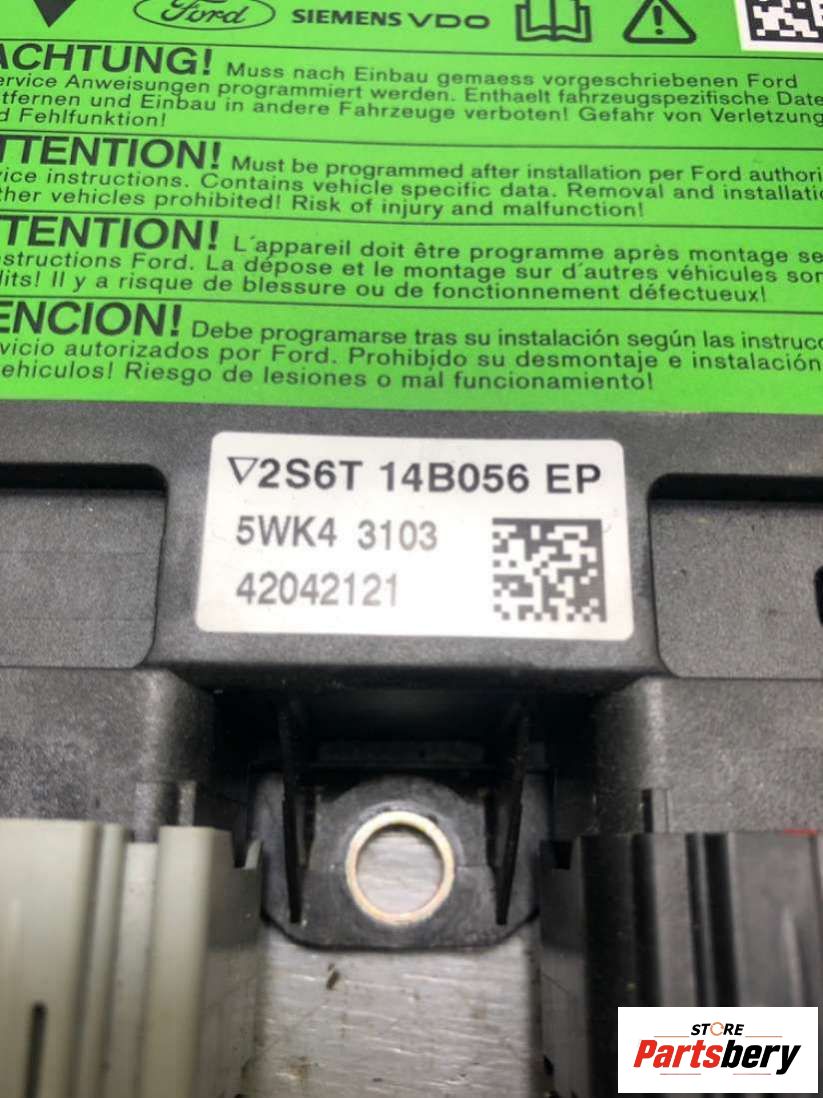 Ford SIEMENS VDO
ACHTUNG! Muss nach Einbau gemaess vorgeschriebenen Ford
ervice Anweisungen programmiert werden. Enthaelt fahrzeugspezifische Date
tfernen und Einbau in andere Fahrzeuge verboten! Gefahr von Verletzung
d Fehlfunktion!
TTENTION! Must be programmed after installation per Ford authori
vice instructions. Contains vehicle specific data. Removal and installatio
ther vehicles prohibited! Risk of injury and malfunction!
TTENTION! L´appareil doit être programme après montage se
nstructions Ford. La dépose et le montage sur d´autres véhicules son
dits! Il y a risque de blessure ou de fonctionnement défectueux!
ENCION! Debe programarse tras su instalación según las instrucc
rvicio autorizados por Ford. Prohibido su desmontaje e instalación
ehiculos! Riesgo de lesiones o mal funcionamiento!
2S6T 14B056 EP
5WK4 3103
42042121
STORE
Partsbery